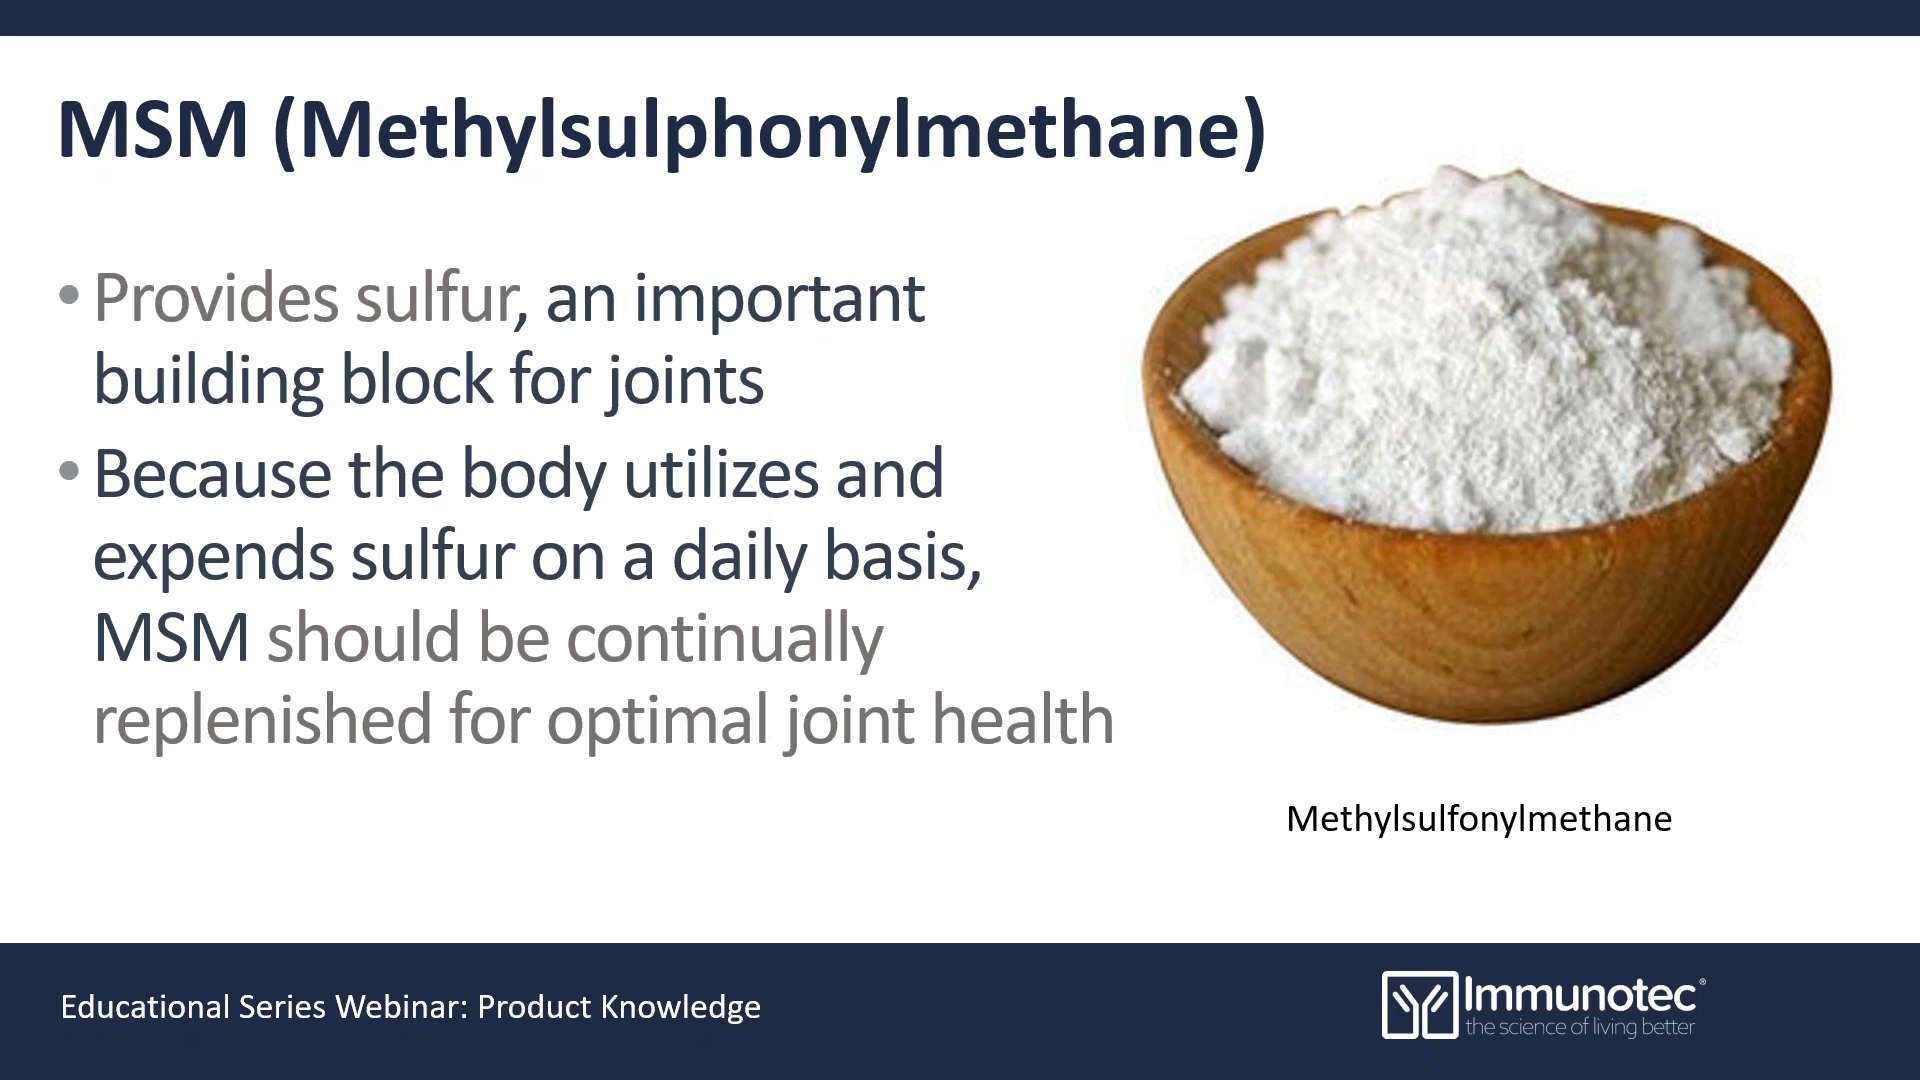 MSM (Methylsulphonylmethane)
• Provides sulfur, an important
building block for joints
• Because the body utilizes and
expends sulfur on a daily basis,
MSM should be continually
replenished for optimal joint health
Methylsulfonylmethane
Educational Series Webinar: Product Knowledge
Immunotec®
the science of living better